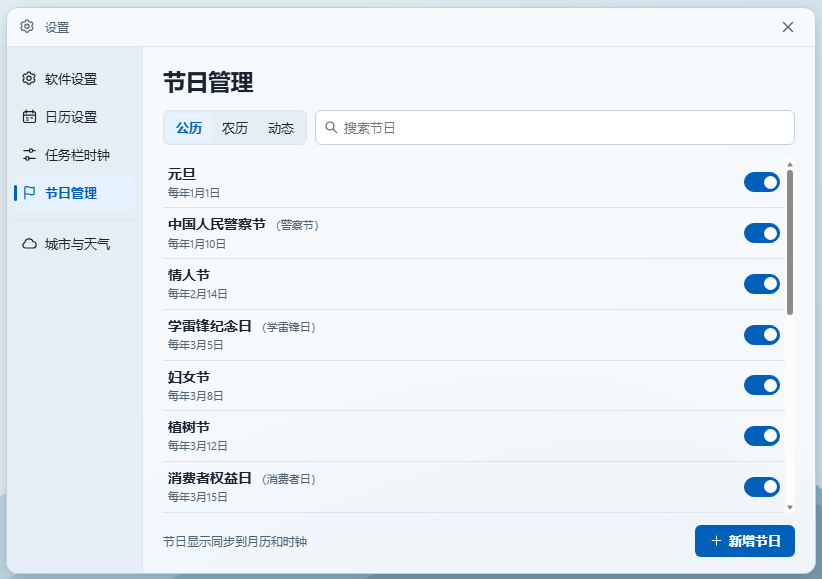 设置
软件设置
日历设置
任务栏时钟
节日管理
城市与天气
节日管理
公历 农历 动态 搜索节日
元旦
每年1月1日
中国人民警察节 (警察节)
每年1月10日
情人节
每年2月14日
学雷锋纪念日 (学雷锋日)
每年3月5日
妇女节
每年3月8日
植树节
每年3月12日
消费者权益日 (消费者日)
每年3月15日
节日显示同步到月历和时钟
+ 新增节日